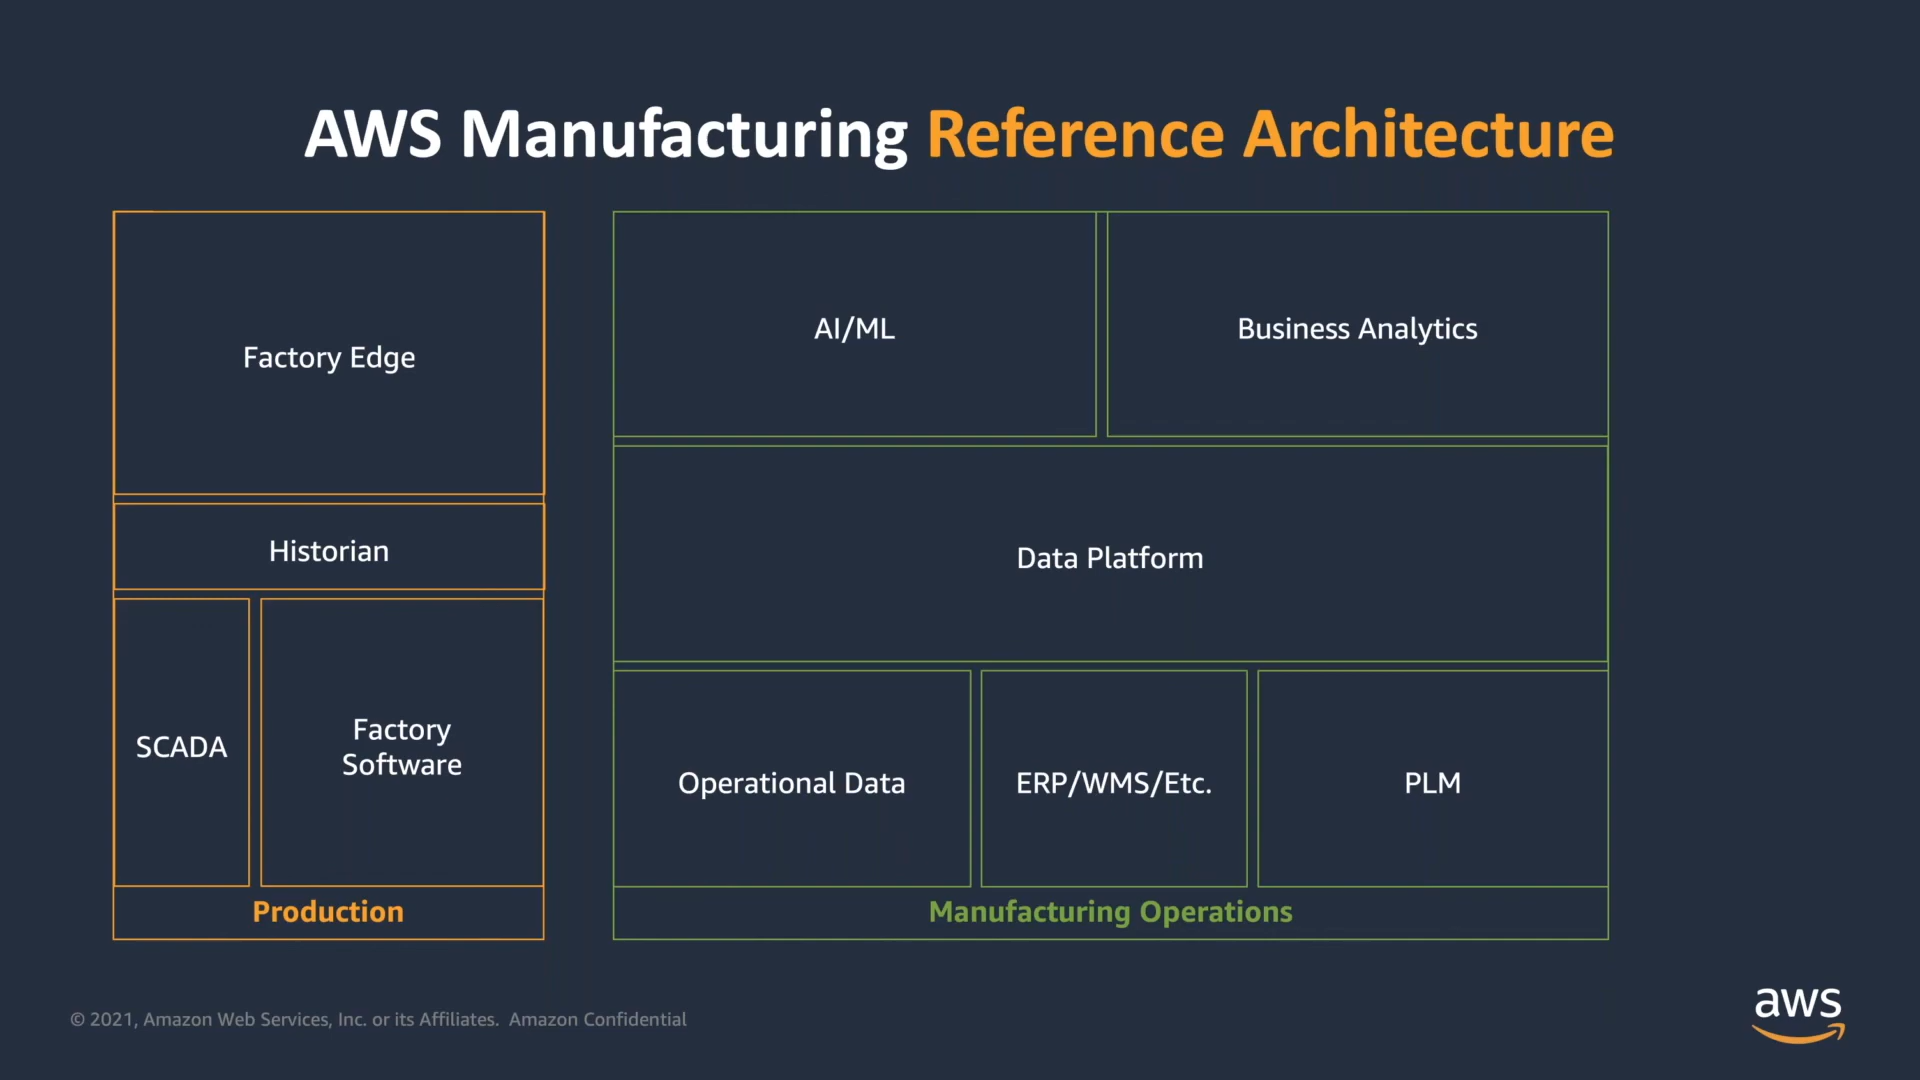 AWS Manufacturing Reference Architecture
Factory Edge
Historian
SCADA
Factory
Software
Production
AI/ML
Business Analytics
Data Platform
Operational Data
ERP/WMS/Etc.
PLM
Manufacturing Operations
© 2021, Amazon Web Services, Inc. or its Affiliates. Amazon Confidential
aws